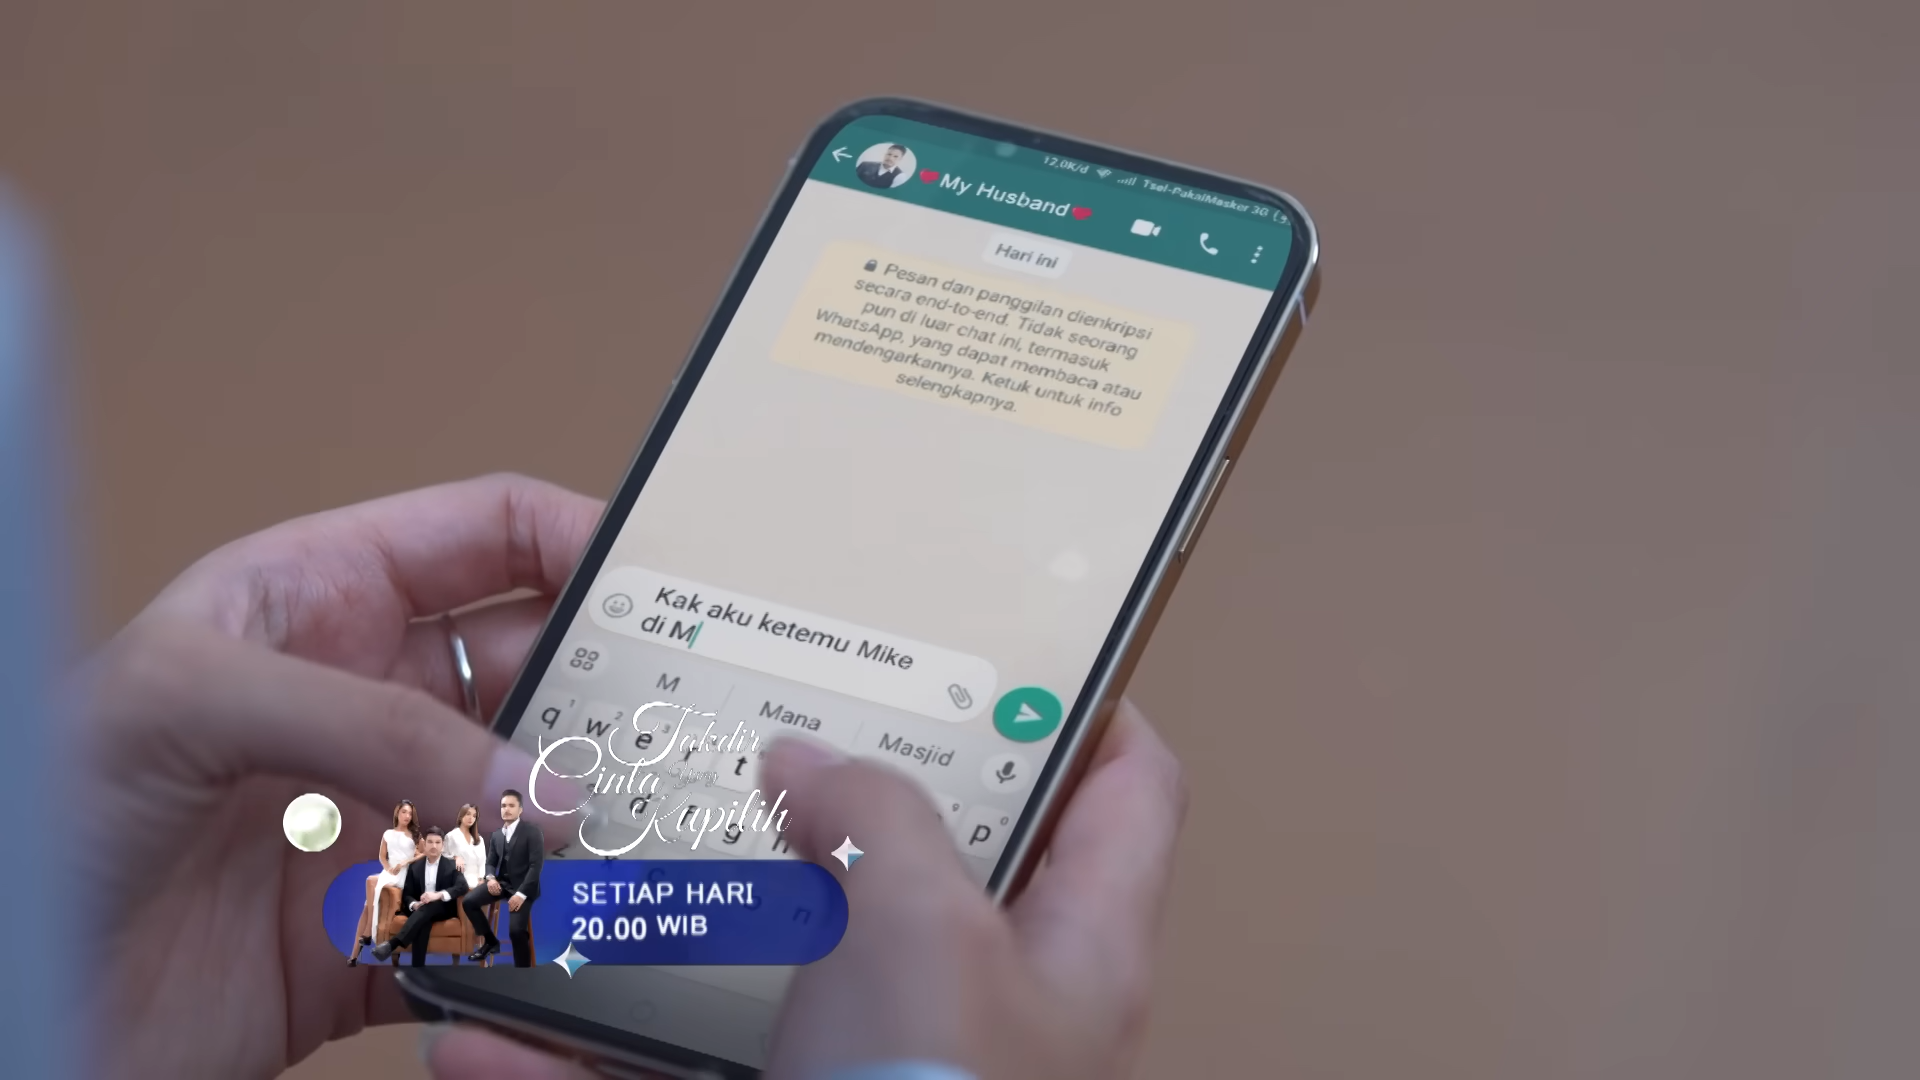 12,0K/d Tsel-PakaiMasker 3G
My Husband
Hari ini
Pesan dan panggilan dienkripsi
secara end-to-end. Tidak seorang
pun di luar chat ini, termasuk
WhatsApp, yang dapat membaca atau
mendengarkannya. Ketuk untuk info
selengkapnya.
Kak aku ketemu Mike
di M
M Mana Masjid
q w e r t p
d f g h
c
n
Takdir
Cinta Yang
Kupilih
SETIAP HARI
20.00 WIB